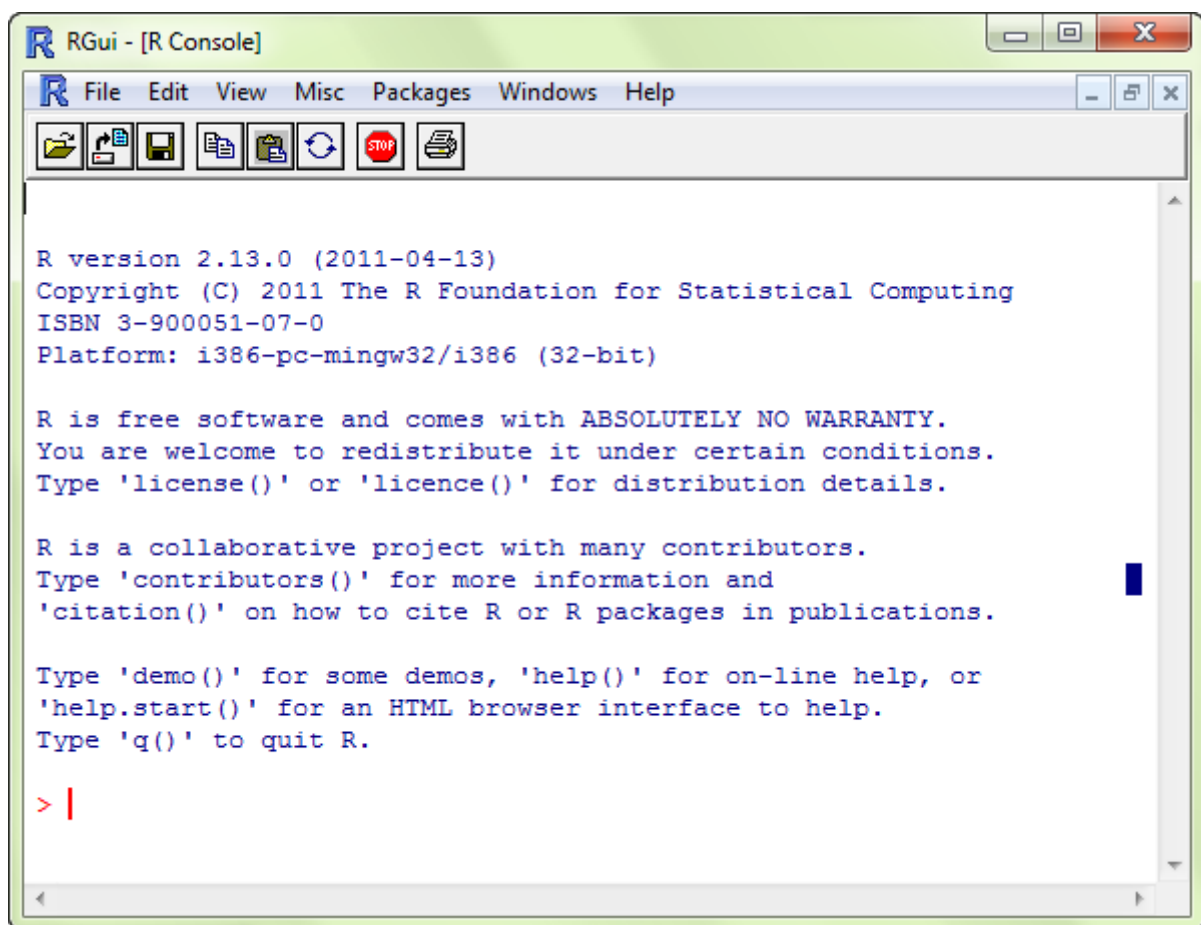 RGui - [R Console]
File Edit View Misc Packages Windows Help
STOP
R version 2.13.0 (2011-04-13)
Copyright (C) 2011 The R Foundation for Statistical Computing
ISBN 3-900051-07-0
Platform: i386-pc-mingw32/i386 (32-bit)
R is free software and comes with ABSOLUTELY NO WARRANTY.
You are welcome to redistribute it under certain conditions.
Type 'license()' or 'licence()' for distribution details.
R is a collaborative project with many contributors.
Type 'contributors()' for more information and
'citation()' on how to cite R or R packages in publications.
Type 'demo()' for some demos, 'help()' for on-line help, or
'help.start()' for an HTML browser interface to help.
Type 'q()' to quit R.
>